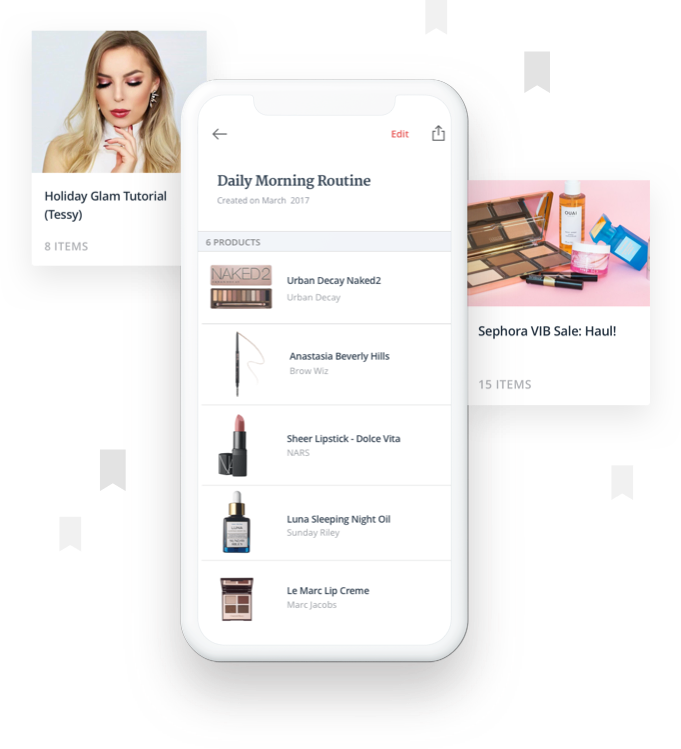 Holiday Glam Tutorial
(Tessy)
8 ITEMS
Edit
Daily Morning Routine
Created on March 2017
6 PRODUCTS
NAKED2
Urban Decay Naked2
Urban Decay
Anastasia Beverly Hills
Brow Wiz
Sheer Lipstick - Dolce Vita
NARS
LUNA
Luna Sleeping Night Oil
Sunday Riley
Le Marc Lip Creme
Marc Jacobs
OUAI
Sephora VIB Sale: Haul!
15 ITEMS